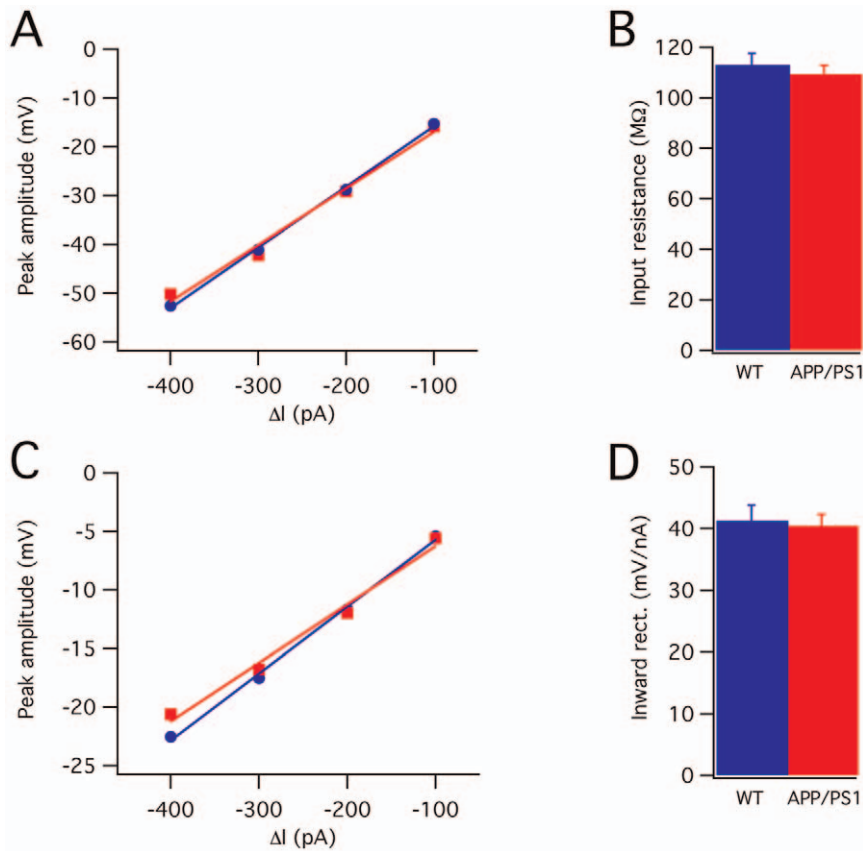 A
Peak amplitude (mV)
0
-10
-20
-30
-40
-50
-60
-400 -300 -200 -100
ΔI (pA)
B
Input resistance (MΩ)
120
100
80
60
40
20
0
WT APP/PS1
C
Peak amplitude (mV)
0
-5
-10
-15
-20
-25
-400 -300 -200 -100
ΔI (pA)
D
Inward rect. (mV/nA)
50
40
30
20
10
0
WT APP/PS1